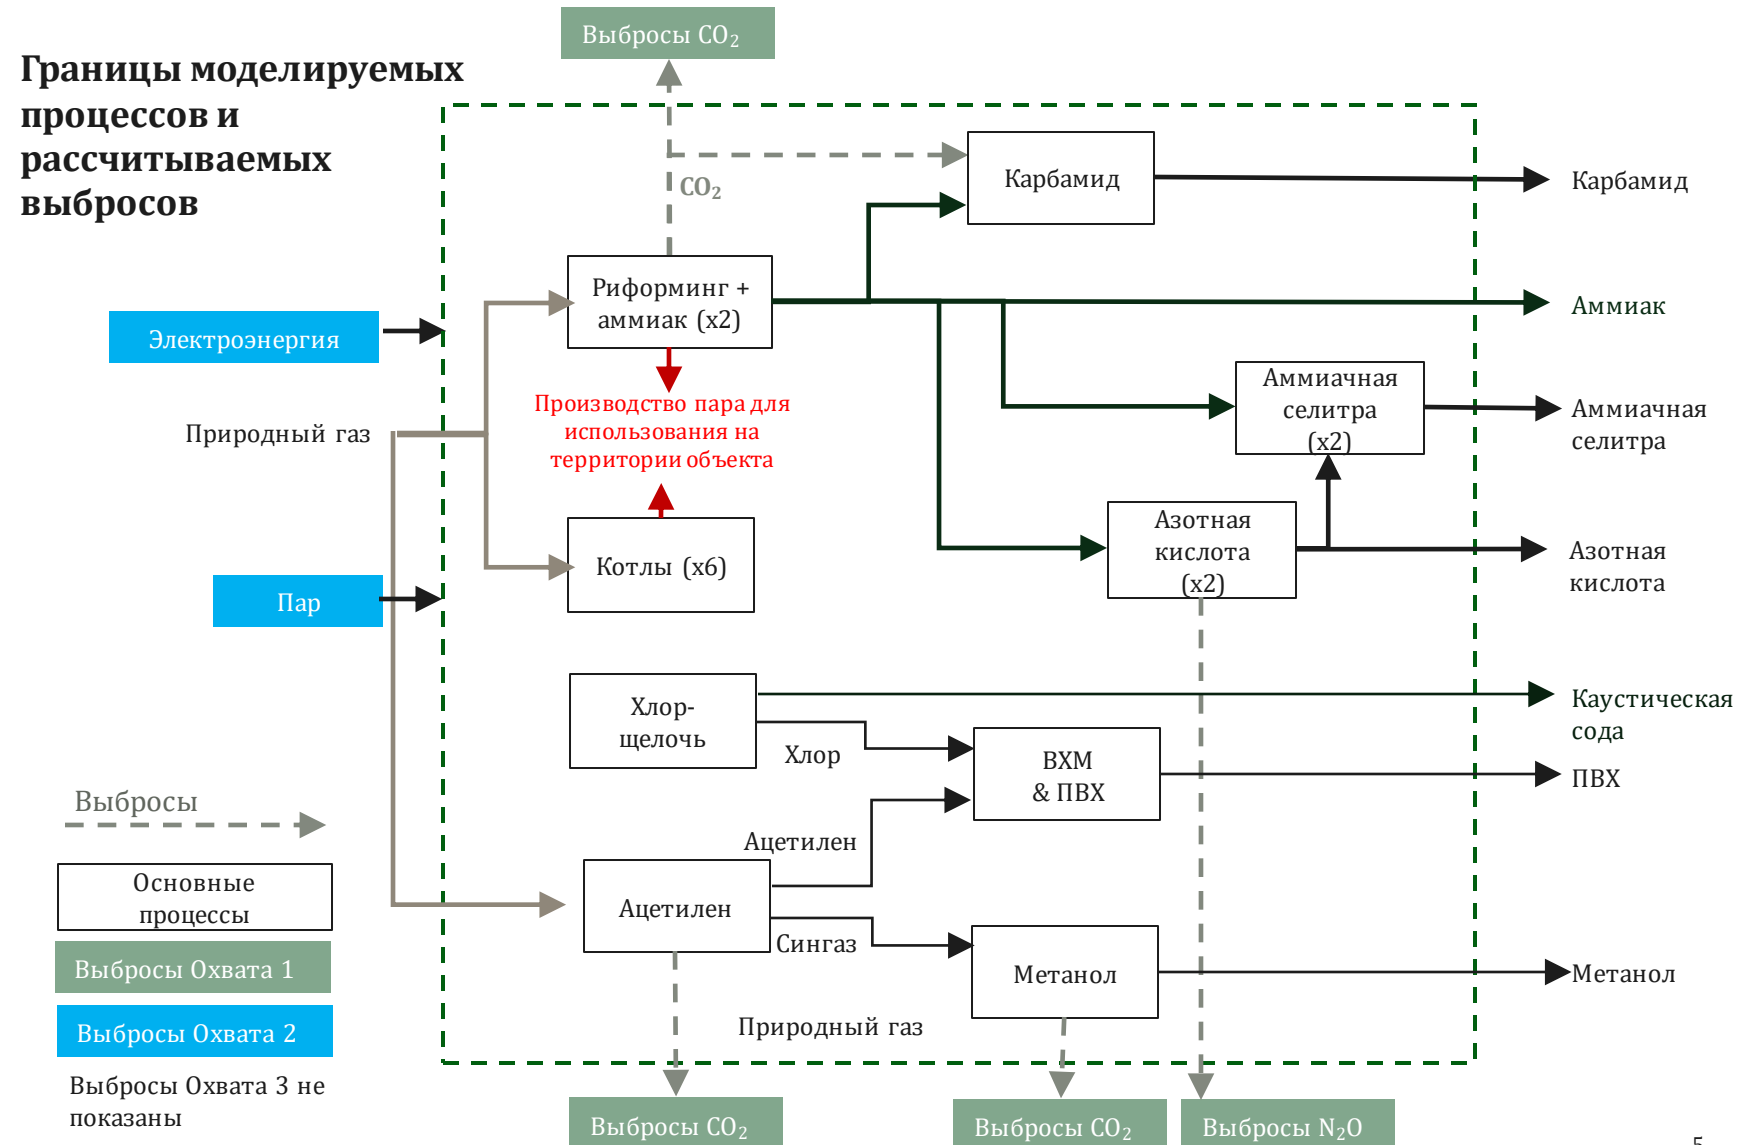 Выбросы CO₂
Границы моделируемых
процессов и
рассчитываемых
выбросов
Карбамид
Карбамид
CO₂
Риформинг +
аммиак (x2)
Аммиак
Электроэнергия
Производство пара для
использования на
территории объекта
Аммиачная
селитра
(x2)
Аммиачная
селитра
Природный газ
Азотная
кислота
(x2)
Азотная
кислота
Котлы (x6)
Пар
Хлор-
щелочь
Хлор
Каустическая
сода
ВХМ
& ПВХ
ПВХ
Выбросы
Ацетилен
Основные
процессы
Ацетилен
Сингаз
Метанол
Метанол
Выбросы Охвата 1
Природный газ
Выбросы Охвата 2
Выбросы Охвата 3 не
показаны
Выбросы CO₂
Выбросы CO₂
Выбросы N₂O
5